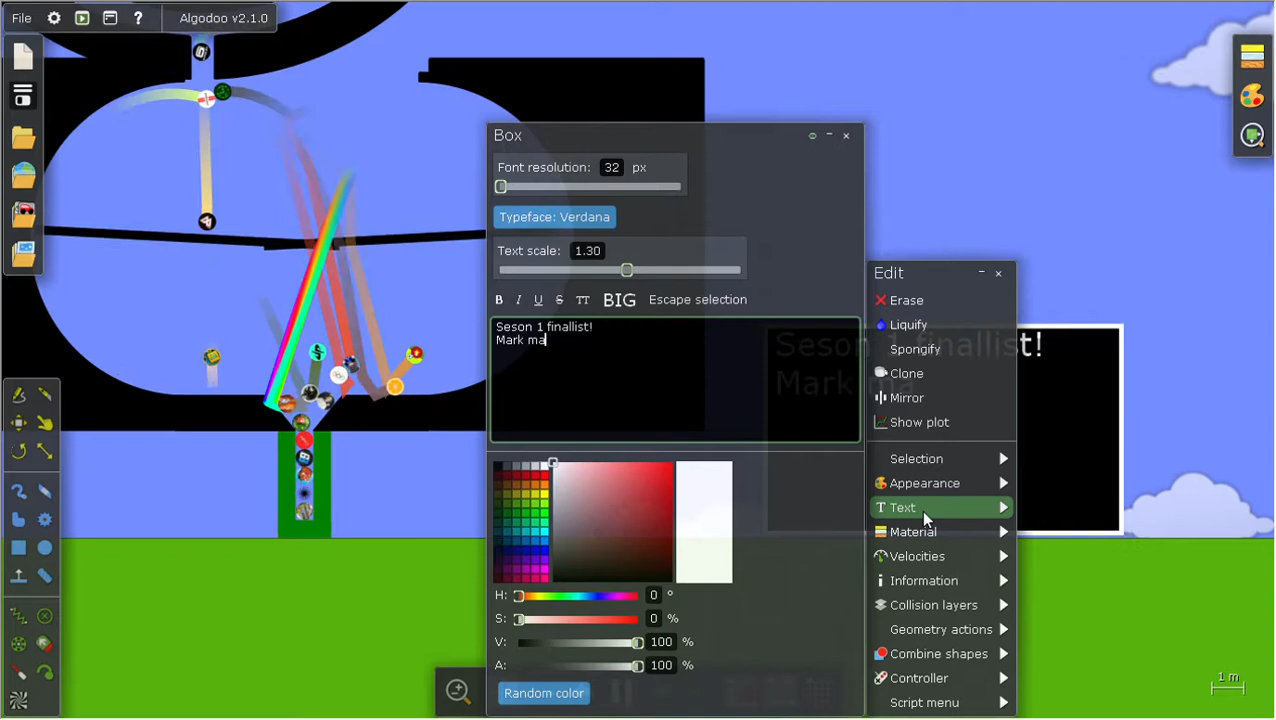 File
Algodoo v2.1.0
Box
Font resolution: 32 px
Typeface: Verdana
Text scale: 1.30
B I U S TT BIG Escape selection
Seson 1 finallist!
Mark ma
H: 0 °
S: 0 %
V: 100 %
A: 100 %
Random color
Edit
Erase
Liquify
Spongify
Clone
Mirror
Show plot
Selection
Appearance
T Text
Material
Velocities
Information
Collision layers
Geometry actions
Combine shapes
Controller
Script menu
Seson 1 finallist!
Mark ma
1 m